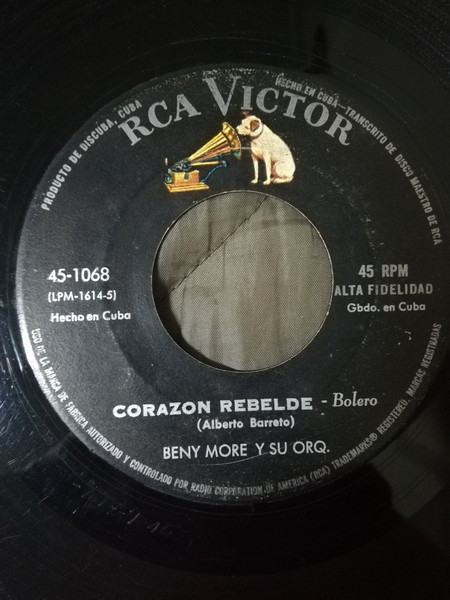 PRODUCTO DE DISCUBA, CUBA
HECHO EN CUBA—TRANSCRITO DE DISCO MAESTRO DE RCA
RCA VICTOR
45-1068
(LPM-1614-5)
Hecho en Cuba
45 RPM
ALTA FIDELIDAD
Gbdo. en Cuba
CORAZON REBELDE - Bolero
(Alberto Barreto)
BENY MORE Y SU ORQ.
USO DE LA MARCA DE FABRICA AUTORIZADO Y CONTROLADO POR RADIO CORPORATION OF AMERICA (RCA) TRADEMARKS® REGISTERED. MARCAS REGISTRADAS